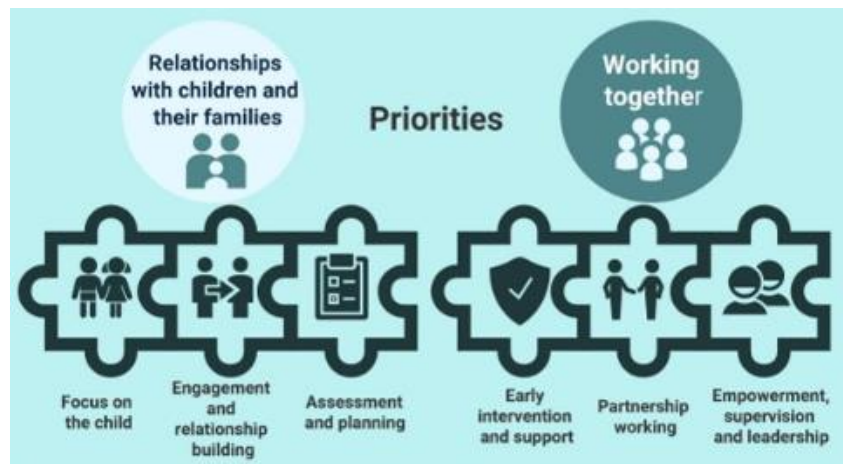 Relationships
with children and
their families
Priorities
Working
together
Focus on
the child
Engagement
and
relationship
building
Assessment
and planning
Early
intervention
and support
Partnership
working
Empowerment,
supervision
and leadership